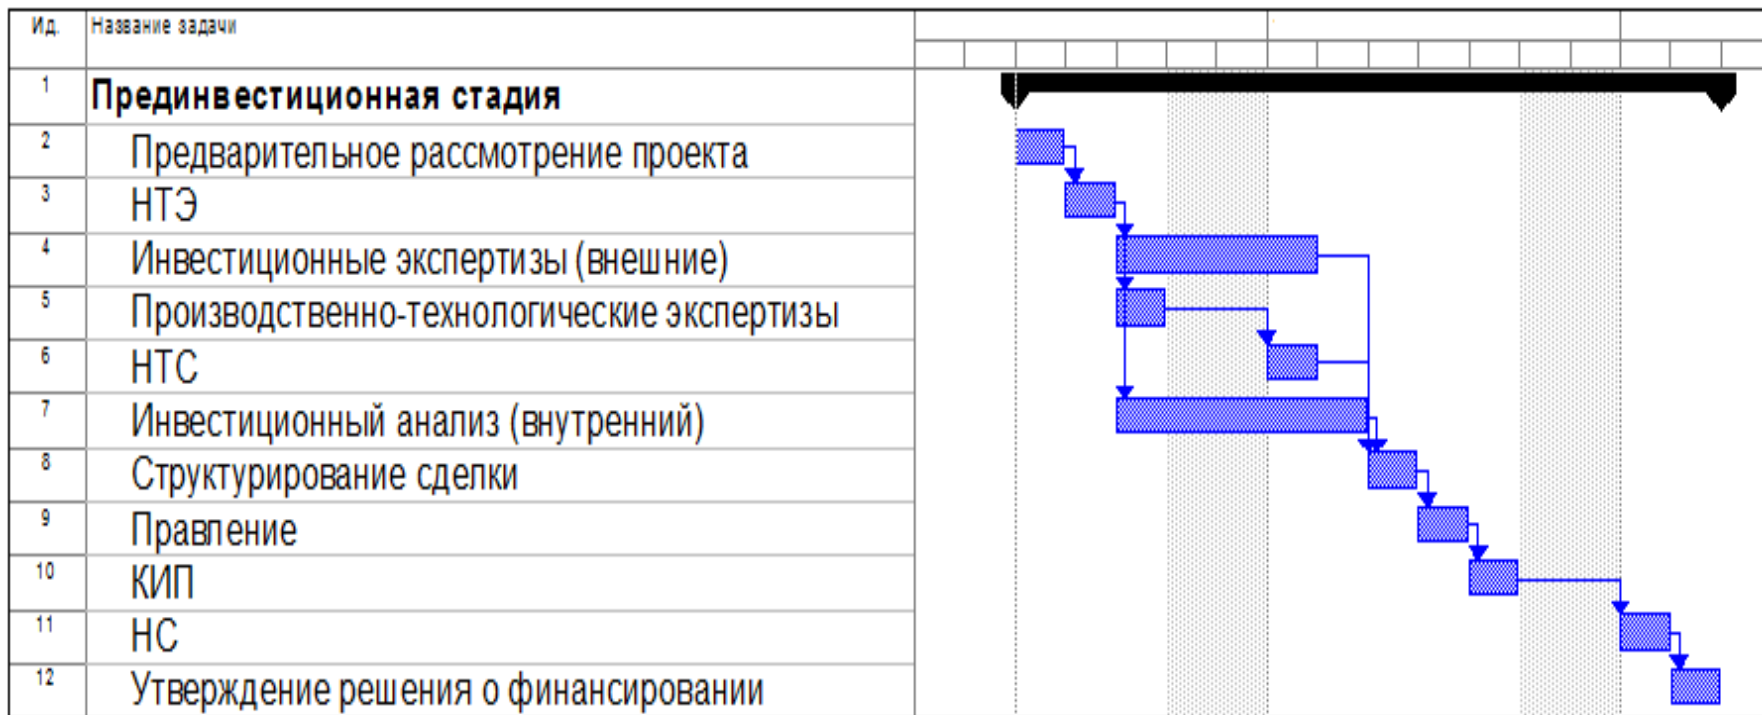 Ид. Название задачи
1 Прединвестиционная стадия
2 Предварительное рассмотрение проекта
3 НТЭ
4 Инвестиционные экспертизы (внешние)
5 Производственно-технологические экспертизы
6 НТС
7 Инвестиционный анализ (внутренний)
8 Структурирование сделки
9 Правление
10 КИП
11 НС
12 Утверждение решения о финансировании